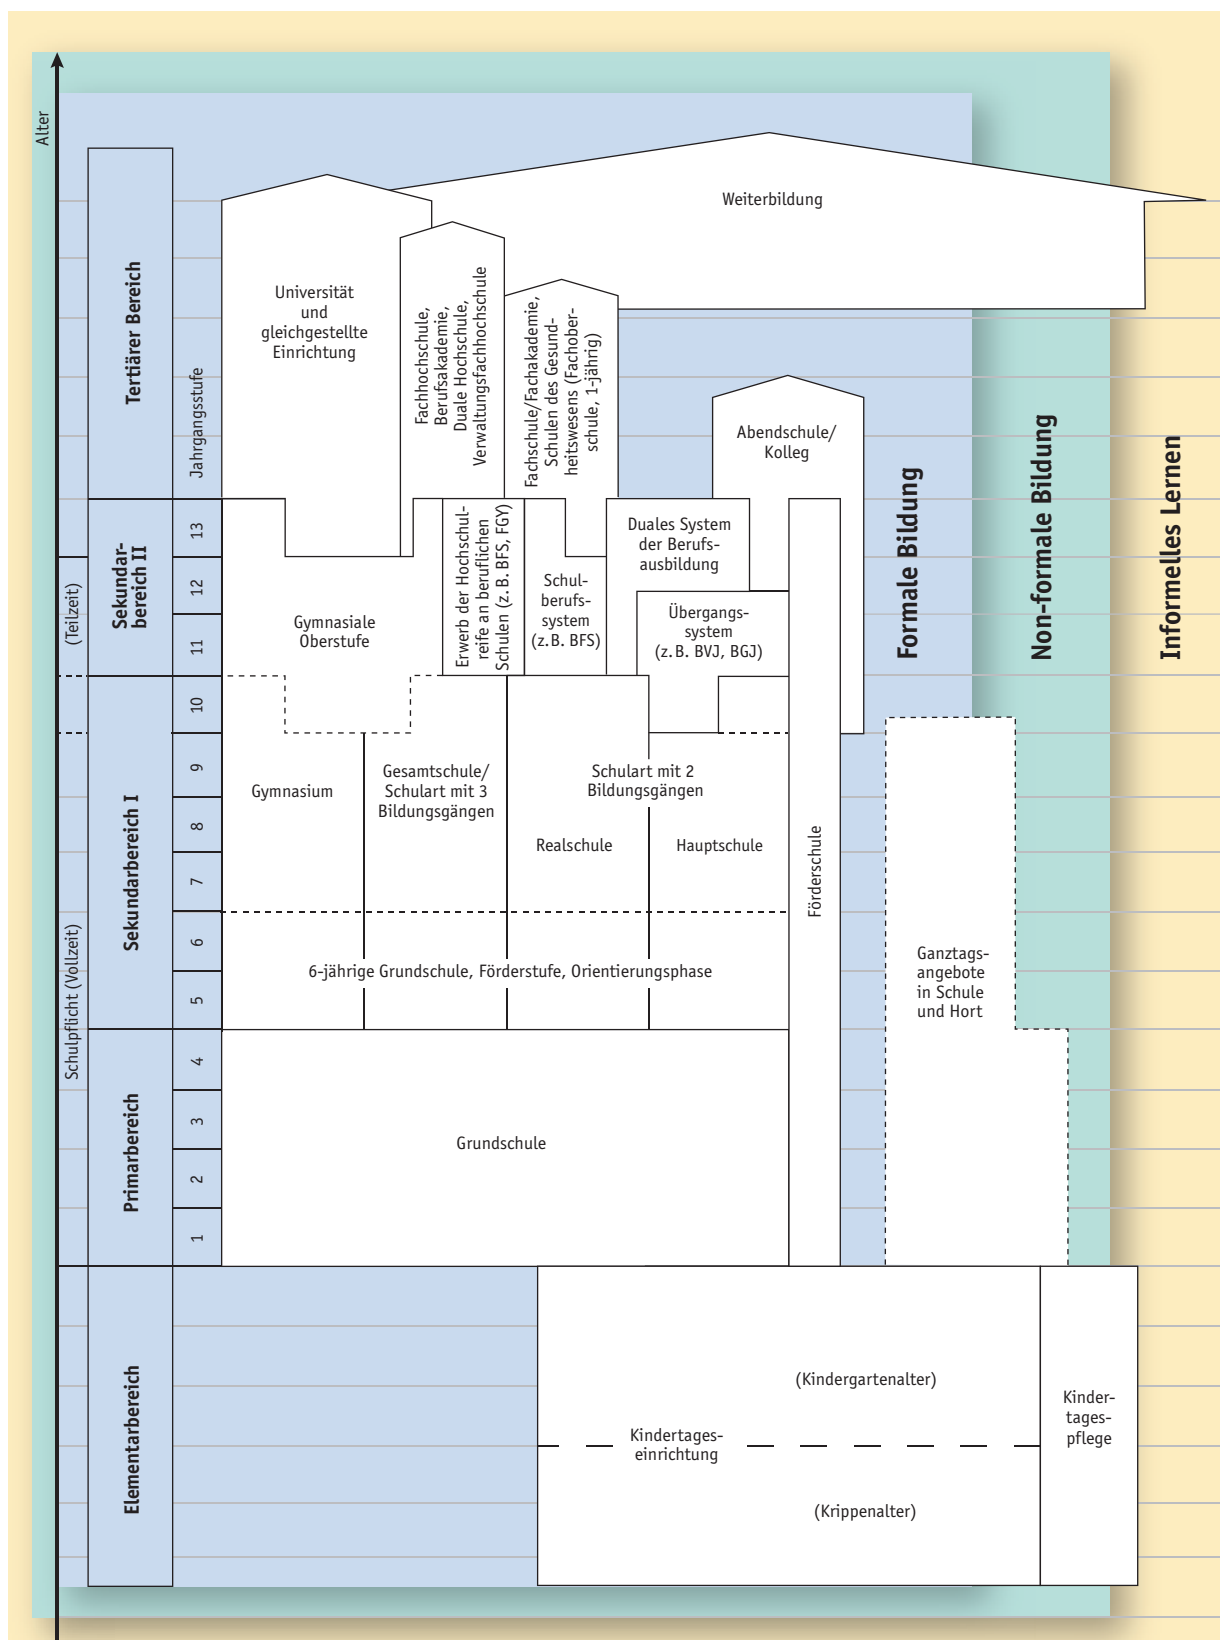 Alter
Weiterbildung
Tertiärer Bereich
Jahrgangsstufe
Universität
und
gleichgestellte
Einrichtung
Fachhochschule,
Berufsakademie,
Duale Hochschule,
Verwaltungsfachhochschule
Fachschule/Fachakademie,
Schulen des Gesund-
heitswesens (Fachober-
schule, 1-jährig)
Abendschule/
Kolleg
Formale Bildung
Non-formale Bildung
Informelles Lernen
(Teilzeit)
Sekundar-
bereich II
13
12
11
Gymnasiale
Oberstufe
Erwerb der Hochschul-
reife an beruflichen
Schulen (z. B. BFS, FGY)
Schul-
berufs-
system
(z. B. BFS)
Duales System
der Berufs-
ausbildung
Übergangs-
system
(z. B. BVJ, BGJ)
Schulpflicht (Vollzeit)
Sekundarbereich I
10
9
8
7
6
5
Gymnasium
Gesamtschule/
Schulart mit 3
Bildungsgängen
Schulart mit 2
Bildungsgängen
Realschule
Hauptschule
Förderschule
6-jährige Grundschule, Förderstufe, Orientierungsphase
Ganztags-
angebote
in Schule
und Hort
Primarbereich
4
3
2
1
Grundschule
Elementarbereich
(Kindergartenalter)
Kindertages-
einrichtung
(Krippenalter)
Kinder-
tages-
pflege